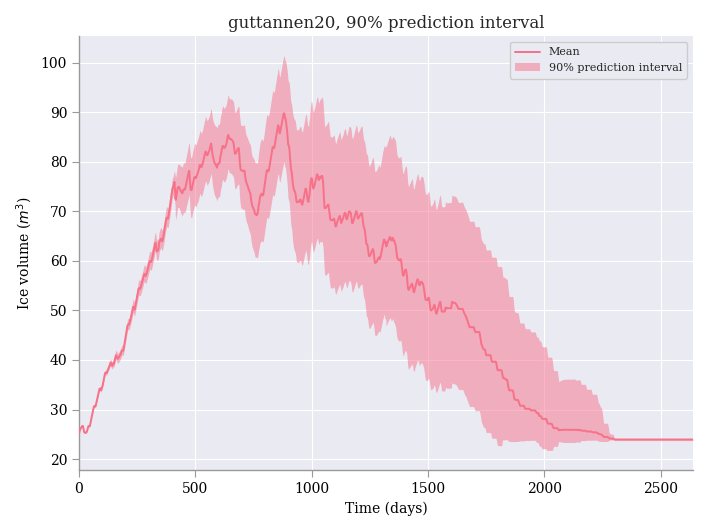 guttannen20, 90% prediction interval
Mean
90% prediction interval
Ice volume (m³)
100
90
80
70
60
50
40
30
20
0 500 1000 1500 2000 2500
Time (days)